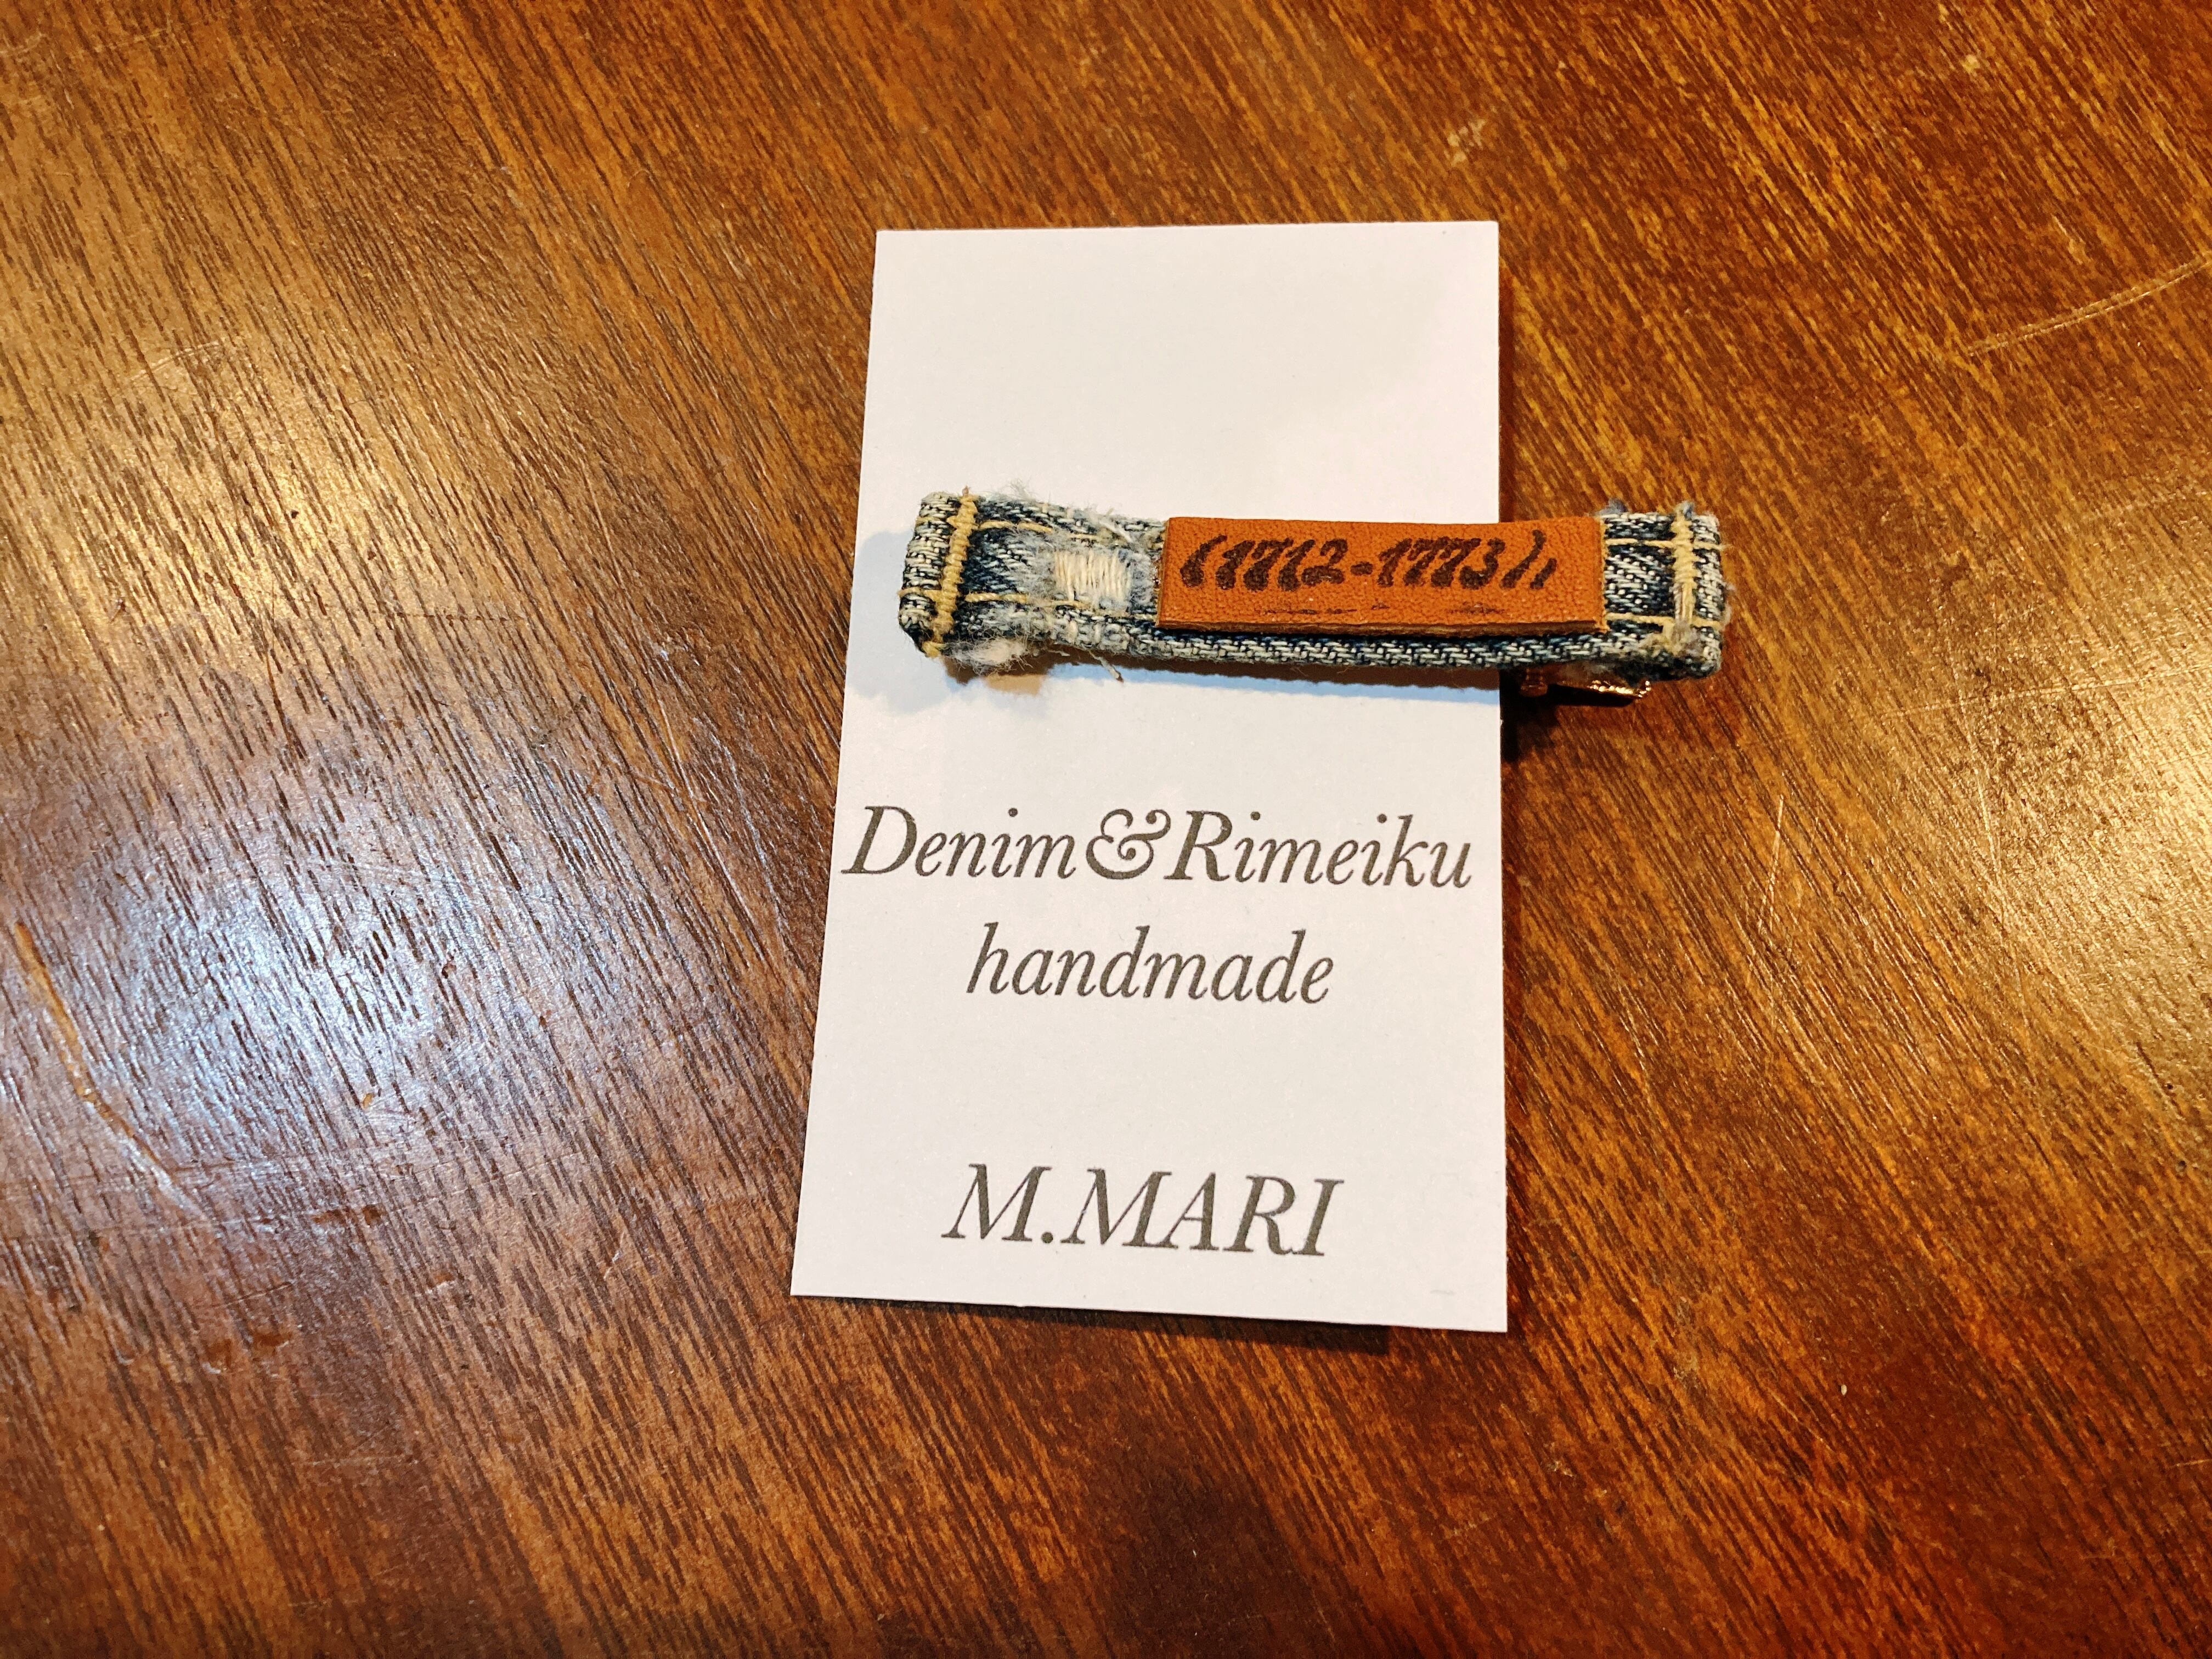 (1712-1773),
Denim&Rimeiku
handmade
M.MARI